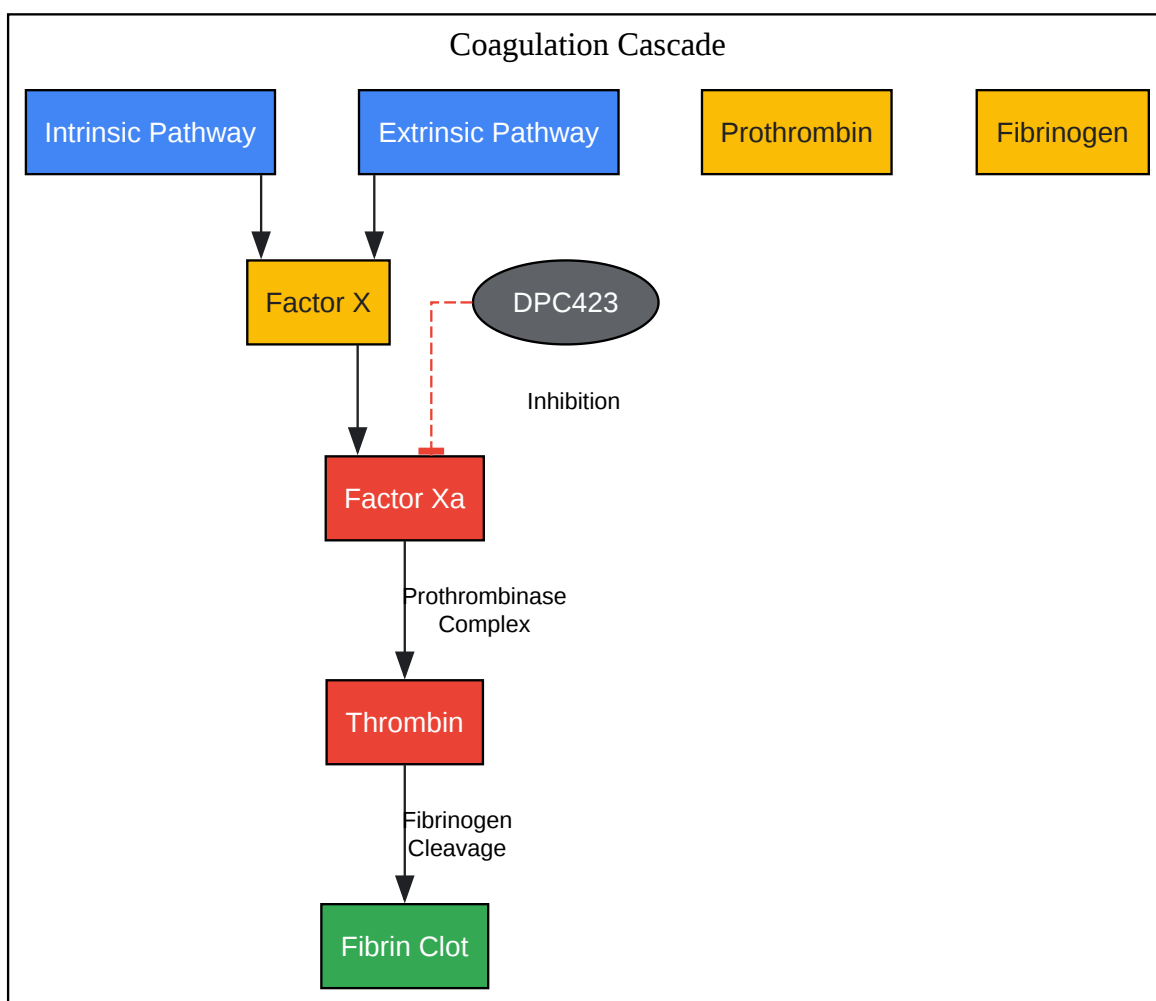 Coagulation Cascade
Intrinsic Pathway
Extrinsic Pathway
Prothrombin
Fibrinogen
Factor X
DPC423
Inhibition
Factor Xa
Prothrombinase
Complex
Thrombin
Fibrinogen
Cleavage
Fibrin Clot